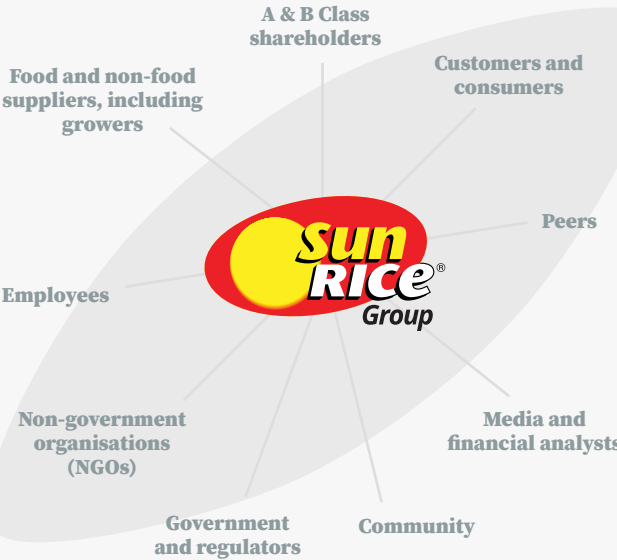 A & B Class
shareholders
Customers and
consumers
Food and non-food
suppliers, including
growers
Peers
Sun
RICE®
Group
Employees
Non-government
organisations
(NGOs)
Media and
financial analysts
Government
and regulators
Community